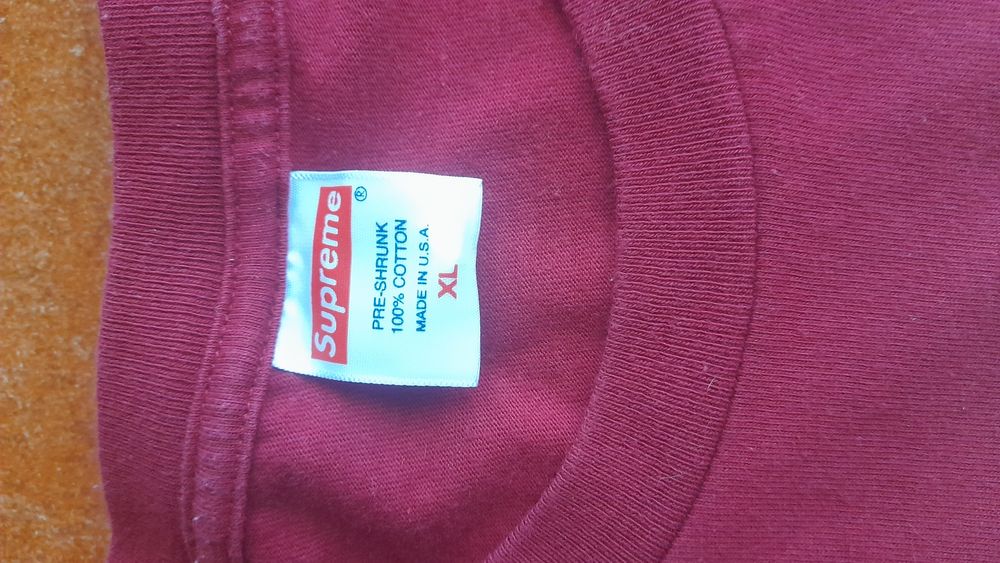 Supreme®
PRE-SHRUNK
100% COTTON
MADE IN U.S.A.
XL